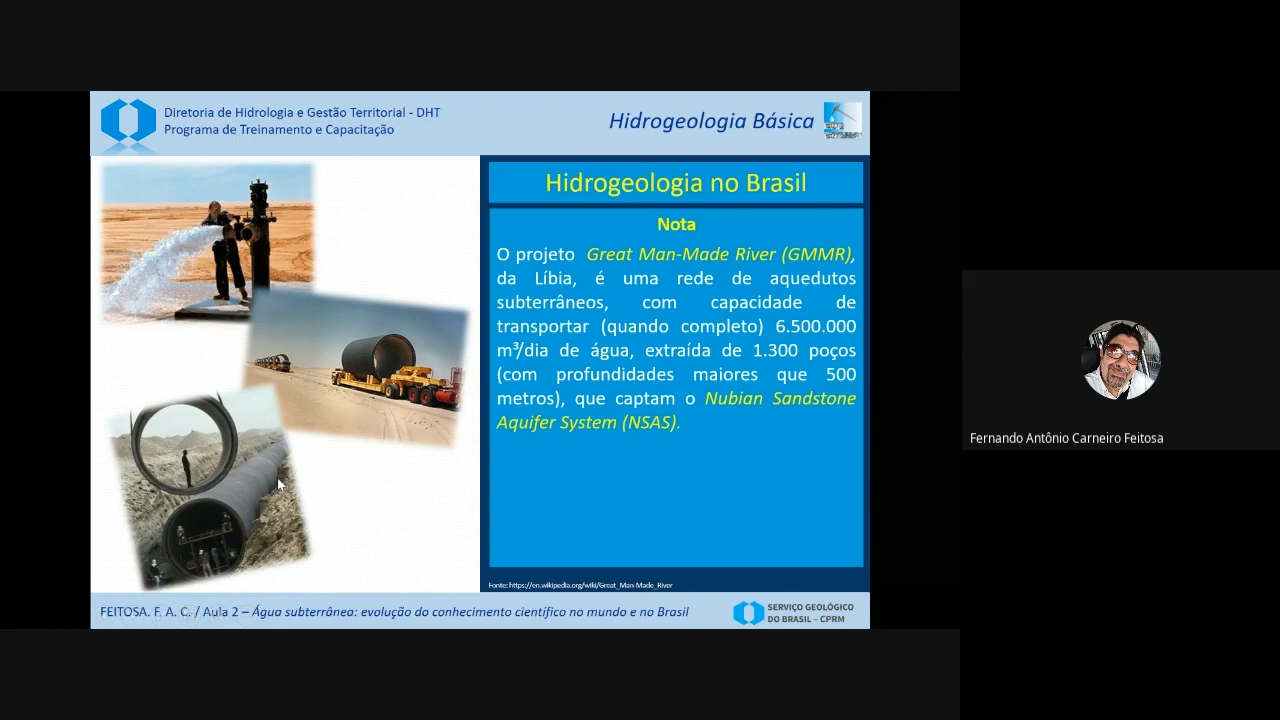 Diretoria de Hidrologia e Gestão Territorial - DHT
Programa de Treinamento e Capacitação
Hidrogeologia Básica
Hidrogeologia no Brasil
Nota
O projeto Great Man-Made River (GMMR),
da Líbia, é uma rede de aquedutos
subterrâneos, com capacidade de
transportar (quando completo) 6.500.000
m³/dia de água, extraída de 1.300 poços
(com profundidades maiores que 500
metros), que captam o Nubian Sandstone
Aquifer System (NSAS).
Fonte: https://en.wikipedia.org/wiki/Great_Man-Made_River
FEITOSA. F. A. C. / Aula 2 – Água subterrânea: evolução do conhecimento científico no mundo e no Brasil
SERVIÇO GEOLÓGICO
DO BRASIL – CPRM
Fernando Antônio Carneiro Feitosa